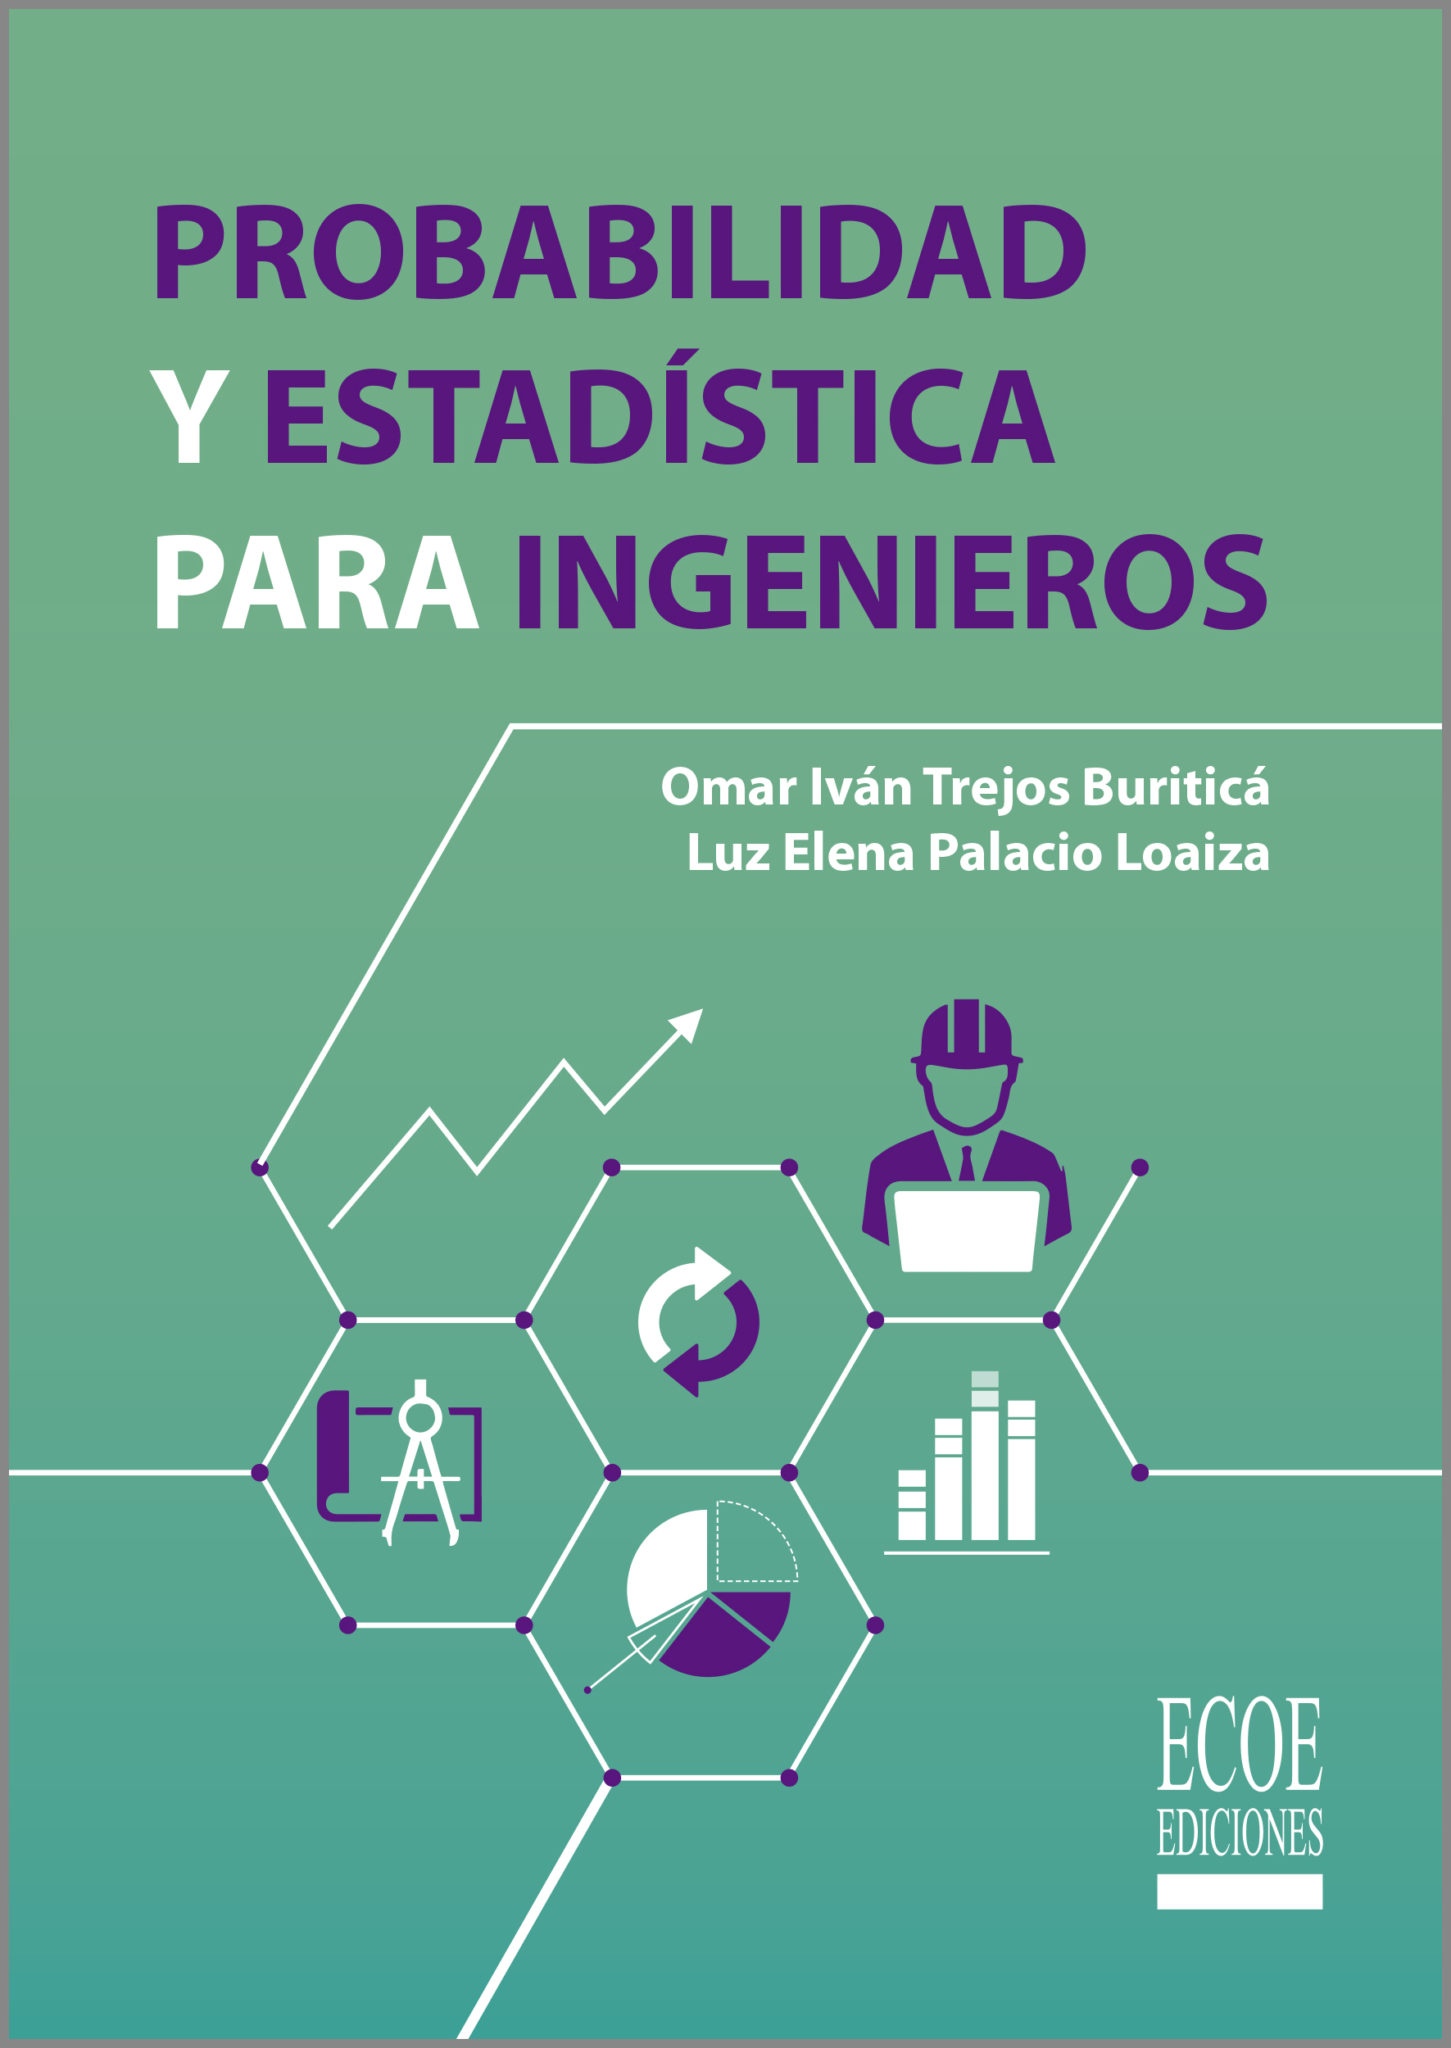 PROBABILIDAD
Y ESTADÍSTICA
PARA INGENIEROS
Omar Iván Trejos Buriticá
Luz Elena Palacio Loaiza
ECOE
EDICIONES